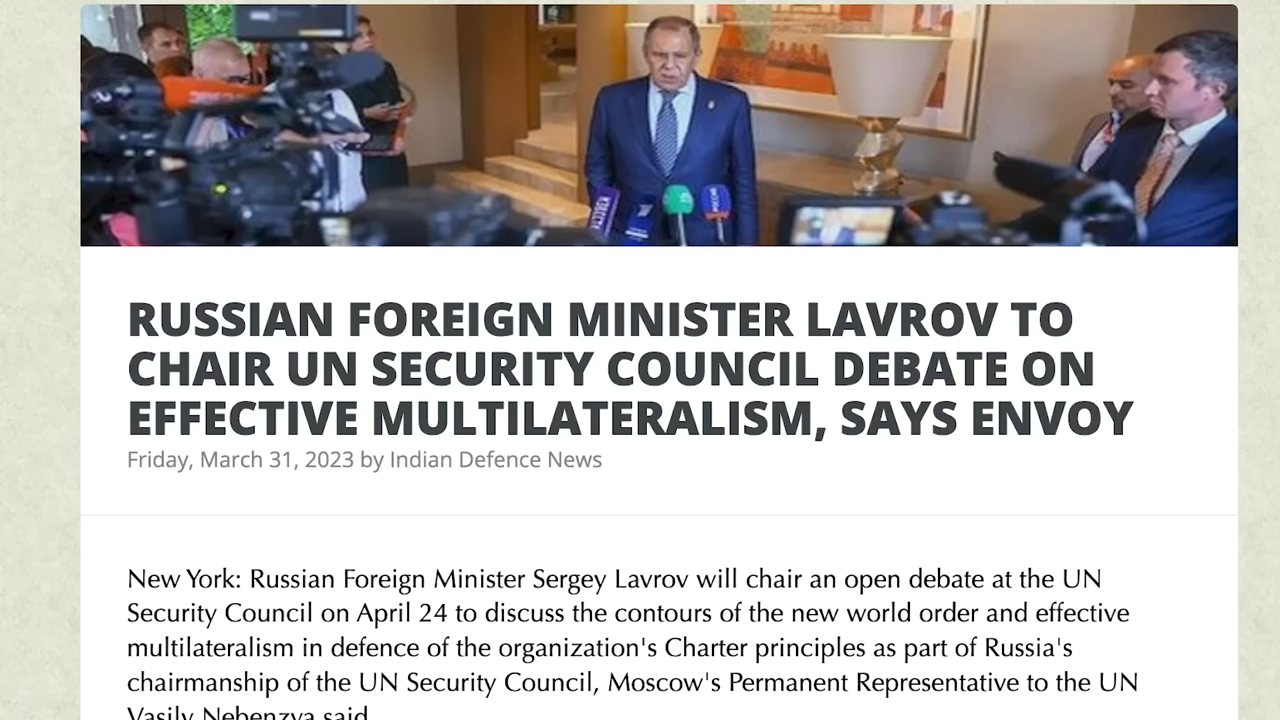 RUSSIAN FOREIGN MINISTER LAVROV TO
CHAIR UN SECURITY COUNCIL DEBATE ON
EFFECTIVE MULTILATERALISM, SAYS ENVOY
Friday, March 31, 2023 by Indian Defence News
New York: Russian Foreign Minister Sergey Lavrov will chair an open debate at the UN
Security Council on April 24 to discuss the contours of the new world order and effective
multilateralism in defence of the organization's Charter principles as part of Russia's
chairmanship of the UN Security Council, Moscow's Permanent Representative to the UN
Vasily Nebenzya said